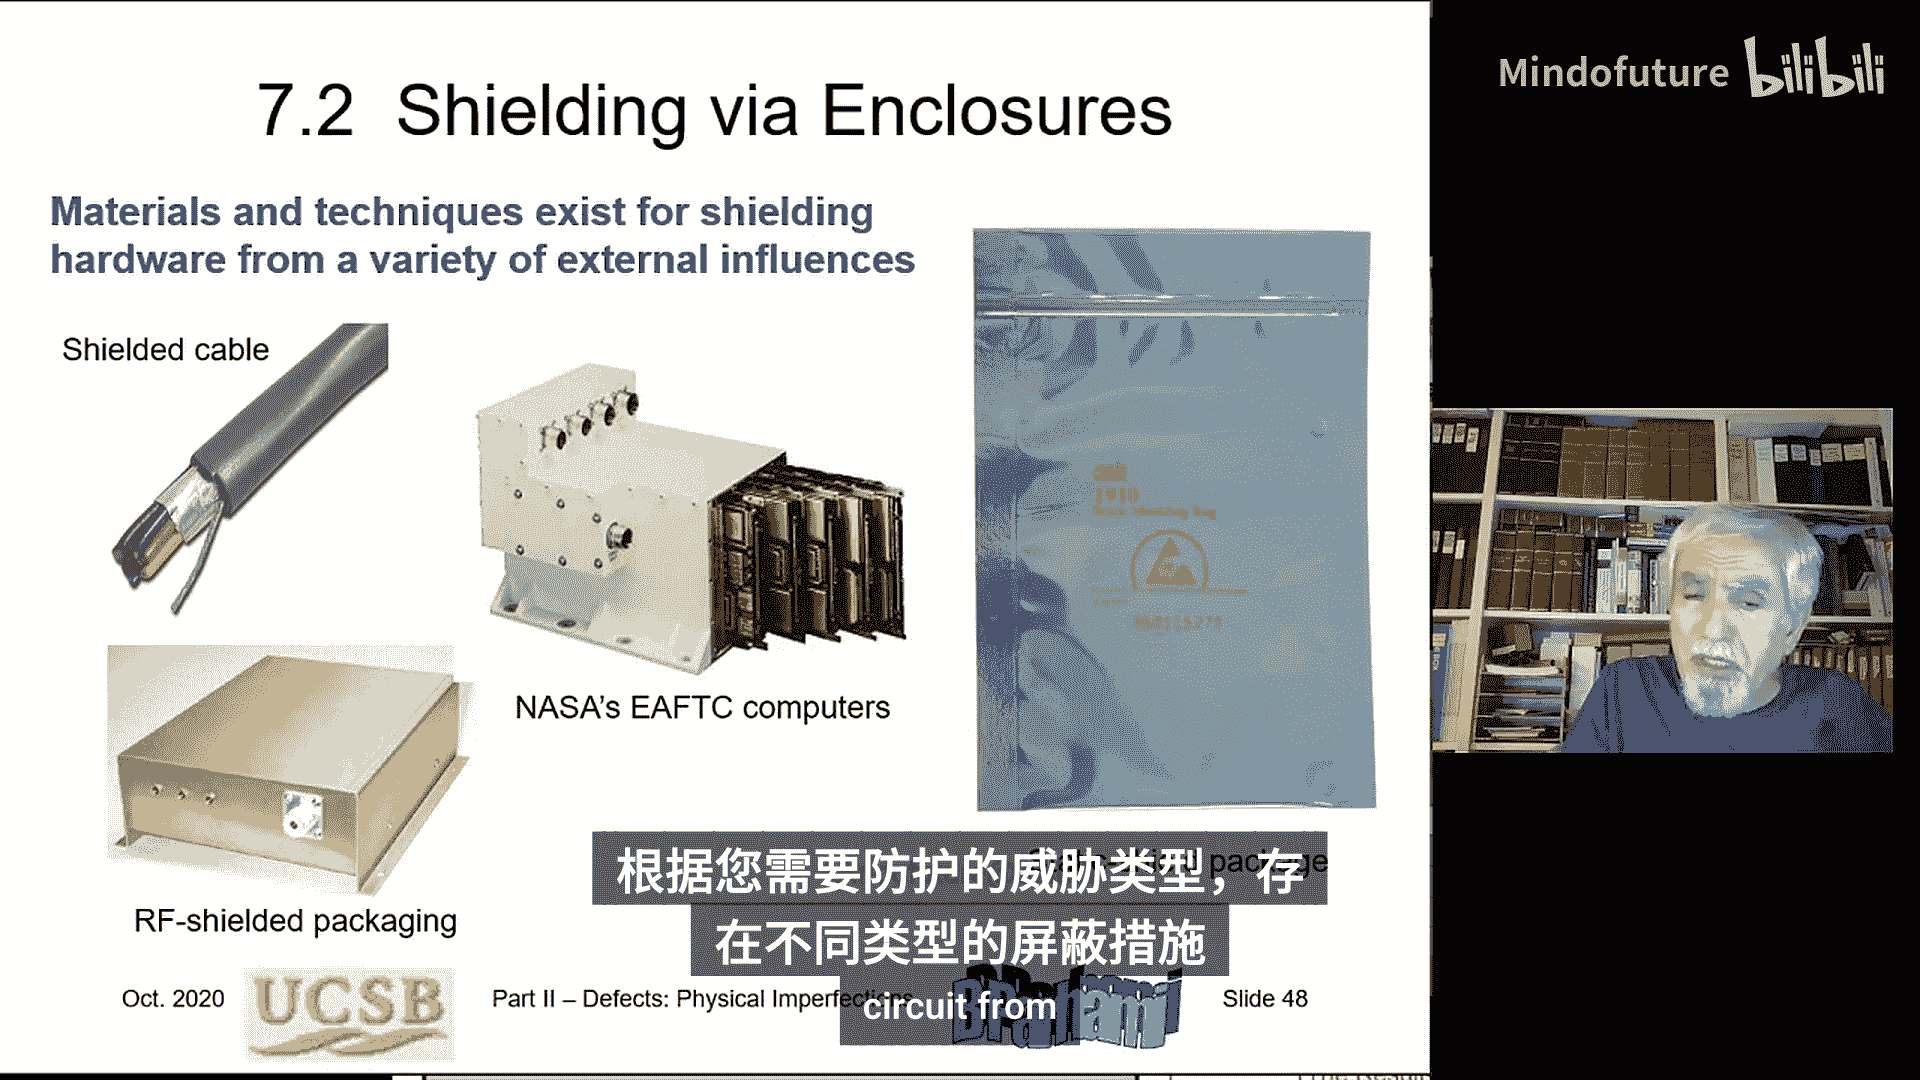 Mindofuture bilibili
7.2 Shielding via Enclosures
Materials and techniques exist for shielding
hardware from a variety of external influences
Shielded cable
NASA's EAFTC computers
RF-shielded packaging
根据您需要防护的威胁类型，存
在不同类型的屏蔽措施
circuit from
Oct. 2020
UCSB
Part II – Defects: Physical Imperfections
B. Parhami
Slide 48